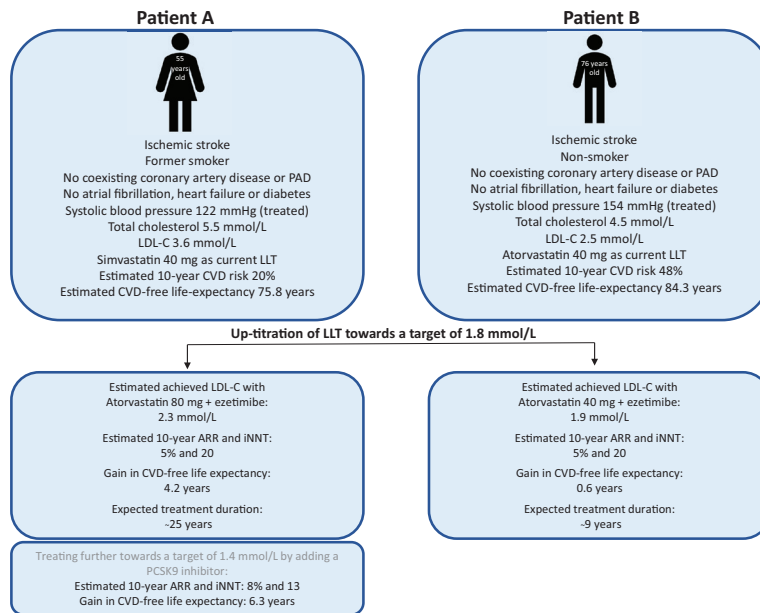 Patient A
55
years
old
Ischemic stroke
Former smoker
No coexisting coronary artery disease or PAD
No atrial fibrillation, heart failure or diabetes
Systolic blood pressure 122 mmHg (treated)
Total cholesterol 5.5 mmol/L
LDL-C 3.6 mmol/L
Simvastatin 40 mg as current LLT
Estimated 10-year CVD risk 20%
Estimated CVD-free life-expectancy 75.8 years
Patient B
76 years
old
Ischemic stroke
Non-smoker
No coexisting coronary artery disease or PAD
No atrial fibrillation, heart failure or diabetes
Systolic blood pressure 154 mmHg (treated)
Total cholesterol 4.5 mmol/L
LDL-C 2.5 mmol/L
Atorvastatin 40 mg as current LLT
Estimated 10-year CVD risk 48%
Estimated CVD-free life-expectancy 84.3 years
Up-titration of LLT towards a target of 1.8 mmol/L
Estimated achieved LDL-C with
Atorvastatin 80 mg + ezetimibe:
2.3 mmol/L
Estimated 10-year ARR and iNNT:
5% and 20
Gain in CVD-free life expectancy:
4.2 years
Expected treatment duration:
~25 years
Treating further towards a target of 1.4 mmol/L by adding a
PCSK9 inhibitor:
Estimated 10-year ARR and iNNT: 8% and 13
Gain in CVD-free life expectancy: 6.3 years
Estimated achieved LDL-C with
Atorvastatin 40 mg + ezetimibe:
1.9 mmol/L
Estimated 10-year ARR and iNNT:
5% and 20
Gain in CVD-free life expectancy:
0.6 years
Expected treatment duration:
~9 years